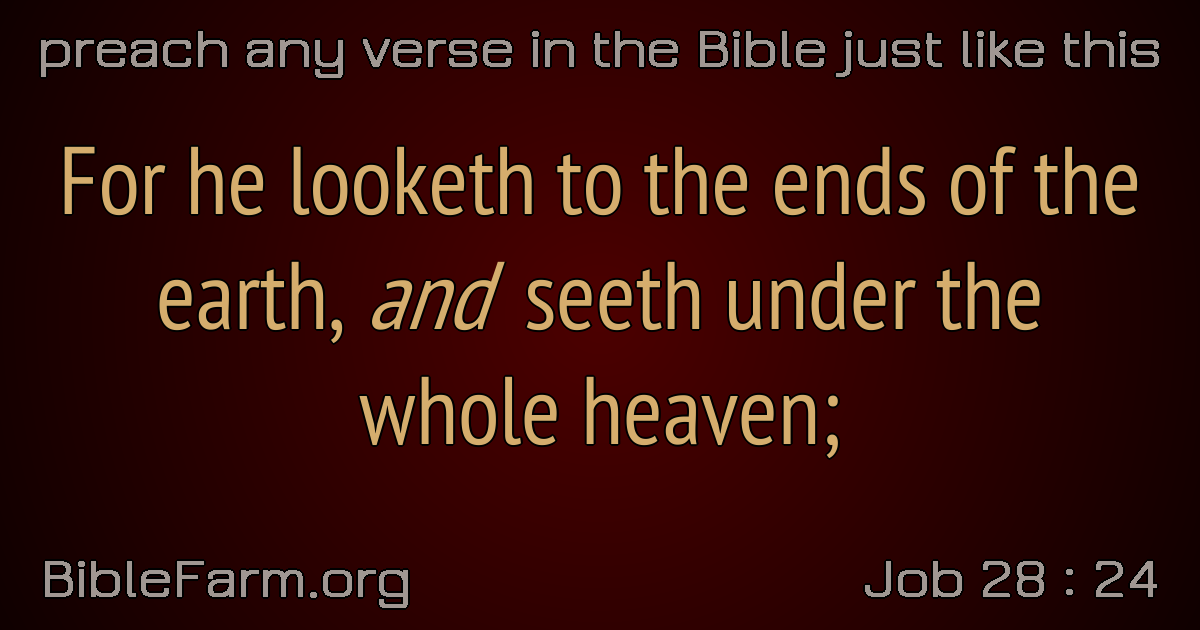 preach any verse in the Bible just like this
For he looketh to the ends of the
earth, and seeth under the
whole heaven;
BibleFarm.org
Job 28 : 24